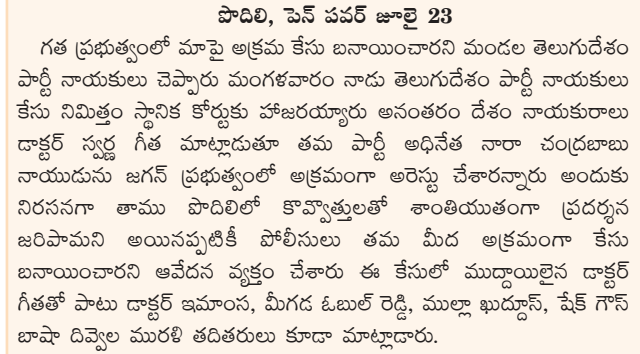 పొదిలి, పెన్ పవర్ జూలై 23
గత ప్రభుత్వంలో మాపై అక్రమ కేసు బనాయించారని మండల తెలుగుదేశం
పార్టీ నాయకులు చెప్పారు మంగళవారం నాడు తెలుగుదేశం పార్టీ నాయకులు
కేసు నిమిత్తం స్థానిక కోర్టుకు హాజరయ్యారు అనంతరం దేశం నాయకురాలు
డాక్టర్ స్వర్ణ గీత మాట్లాడుతూ తమ పార్టీ అధినేత నారా చంద్రబాబు
నాయుడును జగన్ ప్రభుత్వంలో అక్రమంగా అరెస్టు చేశారన్నారు అందుకు
నిరసనగా తాము పొదిలిలో కొవ్వొత్తులతో శాంతియుతంగా ప్రదర్శన
జరిపామని అయినప్పటికీ పోలీసులు తమ మీద అక్రమంగా కేసు
బనాయించారని ఆవేదన వ్యక్తం చేశారు ఈ కేసులో ముద్దాయిలైన డాక్టర్
గీతతో పాటు డాక్టర్ ఇమాంస, మీగడ ఓబుల్ రెడ్డి, ముల్లా ఖుద్దూస్, షేక్ గౌస్
బాషా దివ్వెల మురళి తదితరులు కూడా మాట్లాడారు.